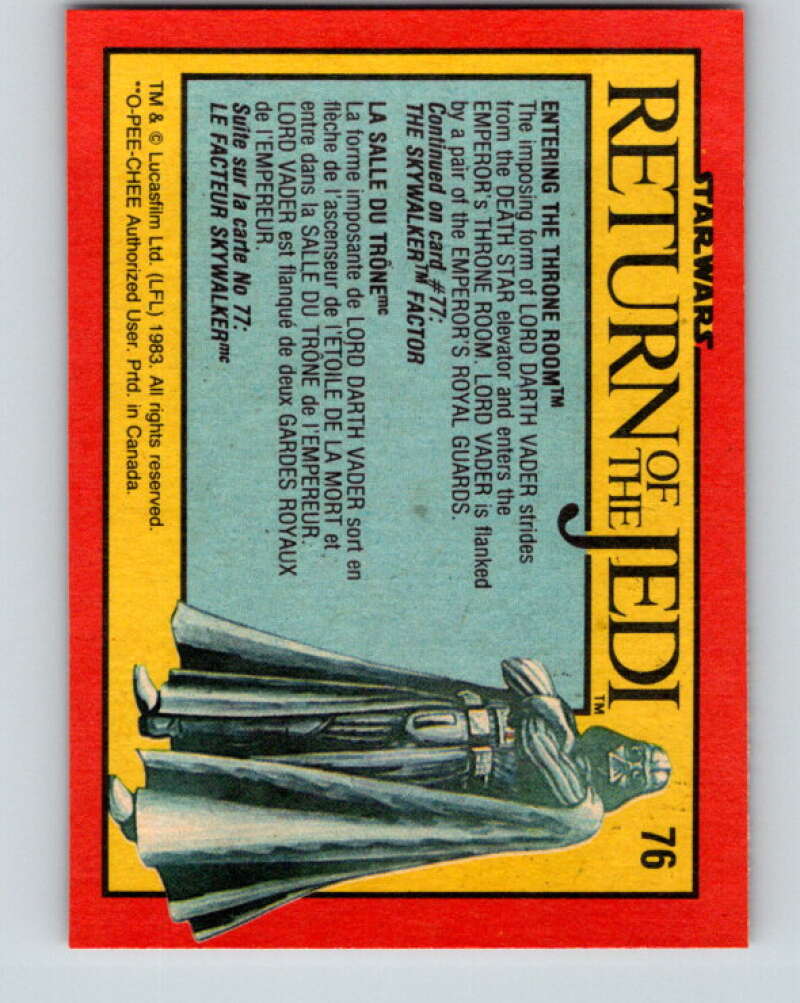 STAR WARS
RETURN OF THE JEDI™
76
ENTERING THE THRONE ROOM™
The imposing form of LORD DARTH VADER strides
from the DEATH STAR elevator and enters the
EMPEROR's THRONE ROOM. LORD VADER is flanked
by a pair of the EMPEROR'S ROYAL GUARDS.
Continued on card #77:
THE SKYWALKER™ FACTOR
LA SALLE DU TRÔNEmc
La forme imposante de LORD DARTH VADER sort en
flèche de l'ascenseur de l'ÉTOILE DE LA MORT et
entre dans la SALLE DU TRÔNE de l'EMPEREUR.
LORD VADER est flanqué de deux GARDES ROYAUX
de l'EMPEREUR.
Suite sur la carte No 77:
LE FACTEUR SKYWALKERmc
TM & © Lucasfilm Ltd. (LFL) 1983. All rights reserved.
**O-PEE-CHEE Authorized User. Prtd. in Canada.